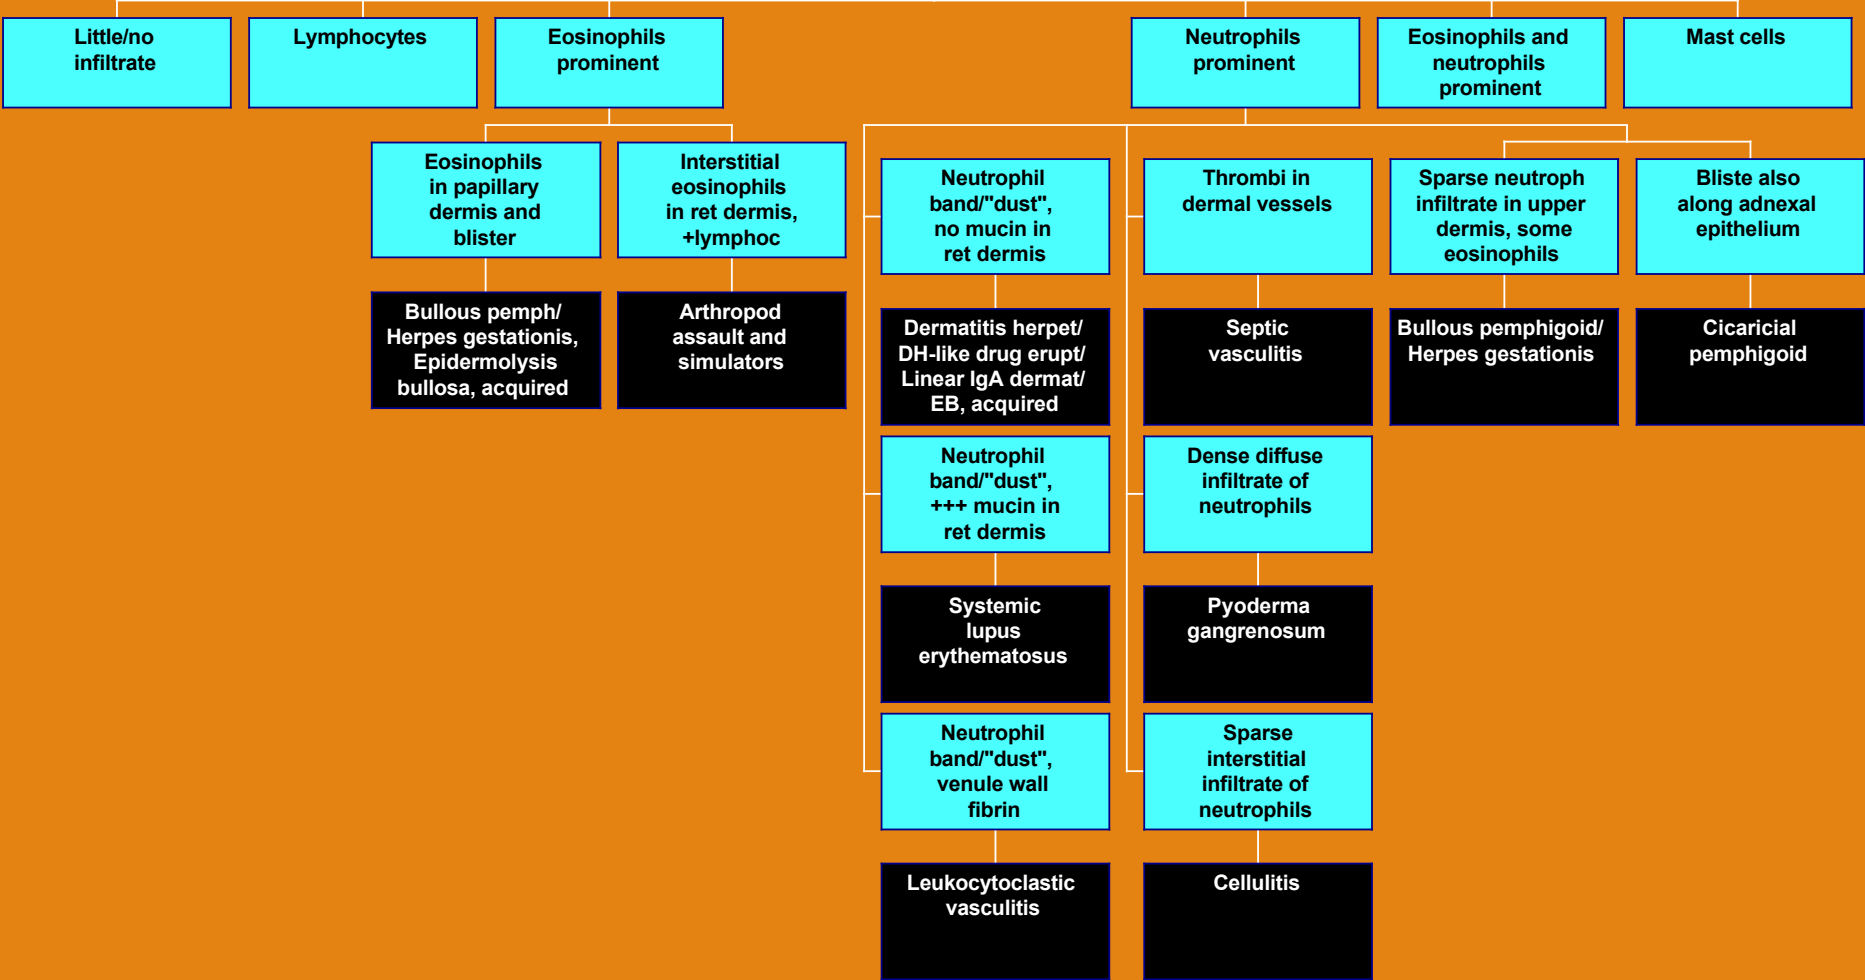 Little/no
infiltrate
Lymphocytes
Eosinophils
prominent
Neutrophils
prominent
Eosinophils and
neutrophils
prominent
Mast cells
Eosinophils
in papillary
dermis and
blister
Interstitial
eosinophils
in ret dermis,
+lymphoc
Neutrophil
band/"dust",
no mucin in
ret dermis
Thrombi in
dermal vessels
Sparse neutroph
infiltrate in upper
dermis, some
eosinophils
Bliste also
along adnexal
epithelium
Bullous pemph/
Herpes gestationis,
Epidermolysis
bullosa, acquired
Arthropod
assault and
simulators
Dermatitis herpet/
DH-like drug erupt/
Linear IgA dermat/
EB, acquired
Septic
vasculitis
Bullous pemphigoid/
Herpes gestationis
Cicaricial
pemphigoid
Neutrophil
band/"dust",
+++ mucin in
ret dermis
Dense diffuse
infiltrate of
neutrophils
Systemic
lupus
erythematosus
Pyoderma
gangrenosum
Neutrophil
band/"dust",
venule wall
fibrin
Sparse
interstitial
infiltrate of
neutrophils
Leukocytoclastic
vasculitis
Cellulitis